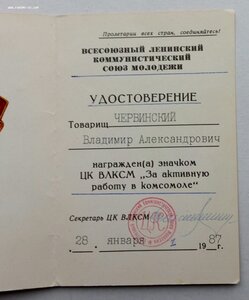 Пролетарии всех стран, соединяйтесь!
ВСЕСОЮЗНЫЙ ЛЕНИНСКИЙ
КОММУНИСТИЧЕСКИЙ
СОЮЗ МОЛОДЕЖИ
УДОСТОВЕРЕНИЕ
Товарищ ЧЕРВИНСКИЙ
Владимир Александрович
награжден(а) значком
ЦК ВЛКСМ „За активную
работу в комсомоле"
Секретарь ЦК ВЛКСМ
28 января 1987